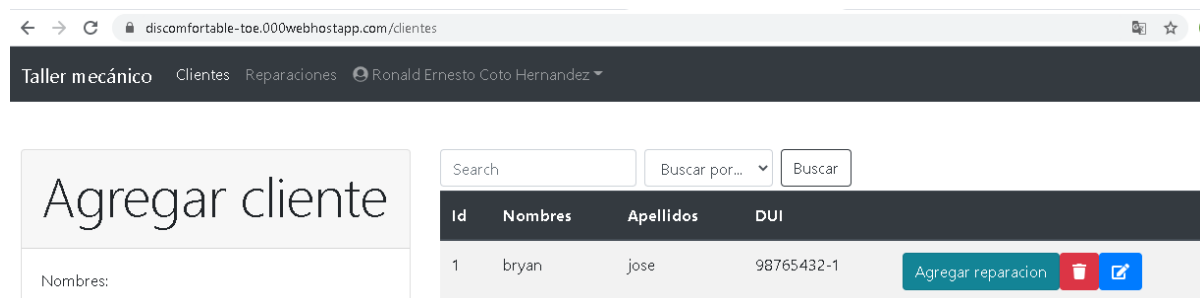 discomfortable-toe.000webhostapp.com/clientes
Taller mecánico Clientes Reparaciones Ronald Ernesto Coto Hernandez
Agregar cliente
Nombres:
Search Buscar por... Buscar
Id Nombres Apellidos DUI
1 bryan jose 98765432-1 Agregar reparacion